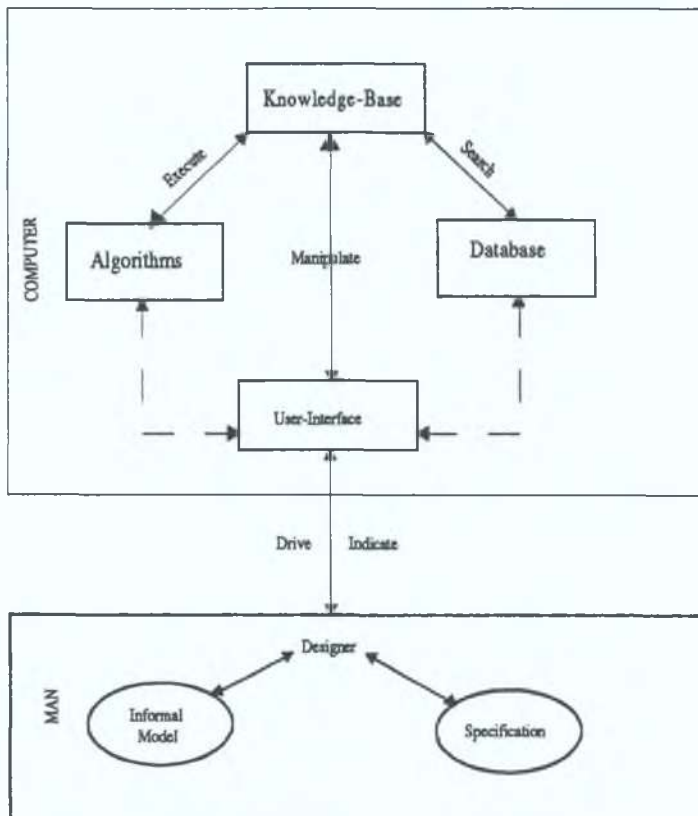 Knowledge-Base
Execute
Search
COMPUTER
Algorithms
Manipulate
Database
User-Interface
Drive Indicate
MAN
Designer
Informal
Model
Specification